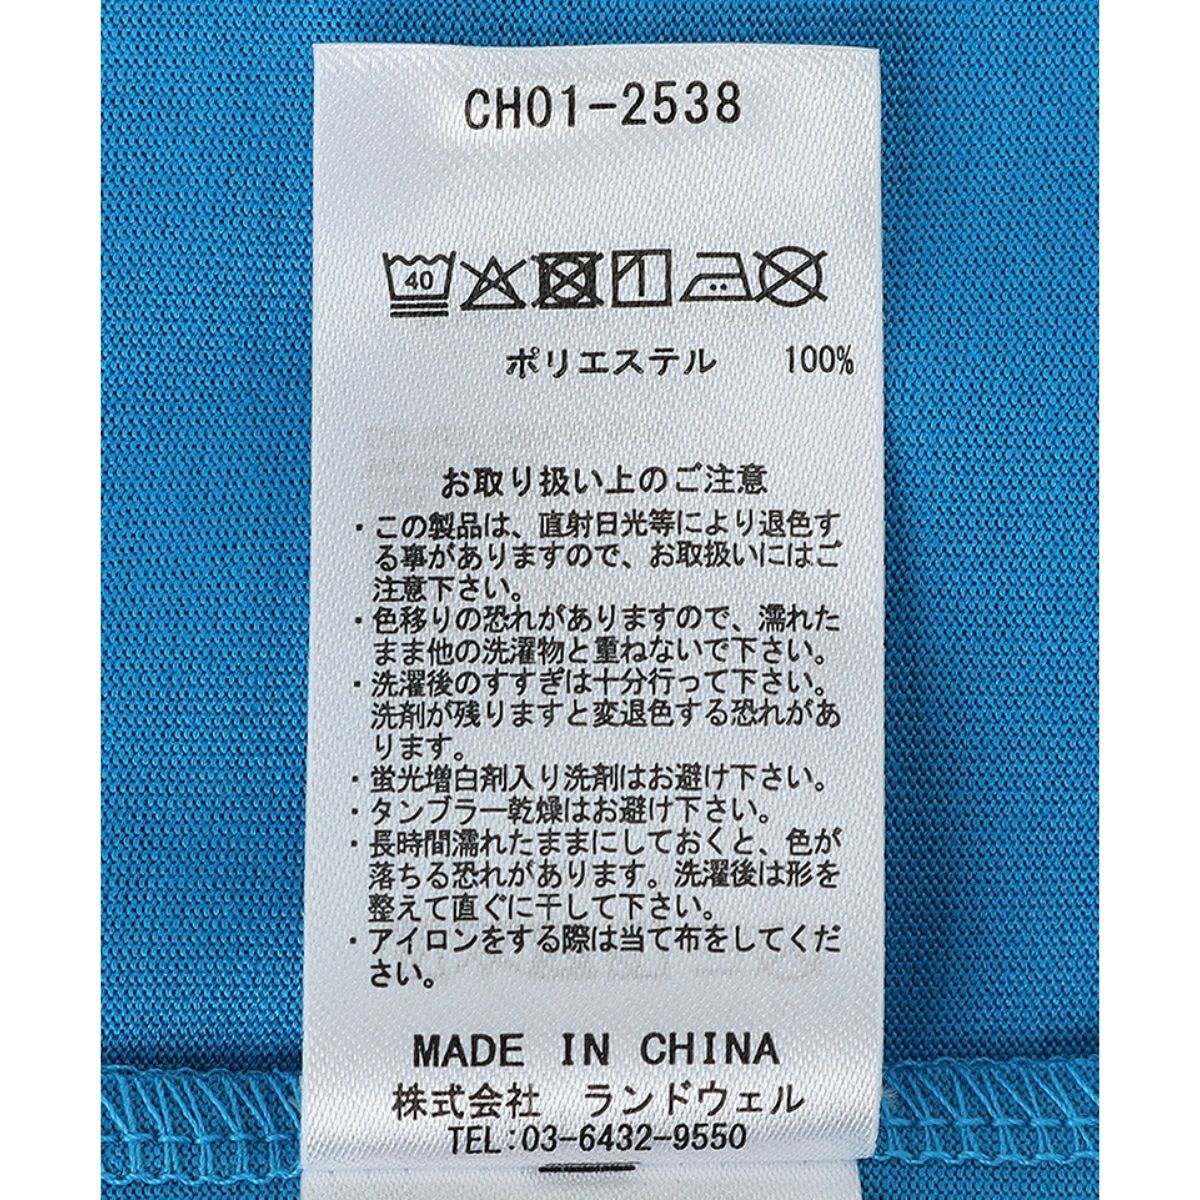 CH01-2538
40
ポリエステル 100%
お取り扱い上のご注意
・この製品は、直射日光等により退色す
る事がありますので、お取扱いにはご
注意下さい。
・色移りの恐れがありますので、濡れた
まま他の洗濯物と重ねないで下さい。
・洗濯後のすすぎは十分行って下さい。
洗剤が残りますと変退色する恐れがあ
ります。
・蛍光増白剤入り洗剤はお避け下さい。
・タンブラー乾燥はお避け下さい。
・長時間濡れたままにしておくと、色が
落ちる恐れがあります。洗濯後は形を
整えて直ぐに干して下さい。
・アイロンをする際は当て布をしてくだ
さい。
MADE IN CHINA
株式会社 ランドウェル
TEL:03-6432-9550